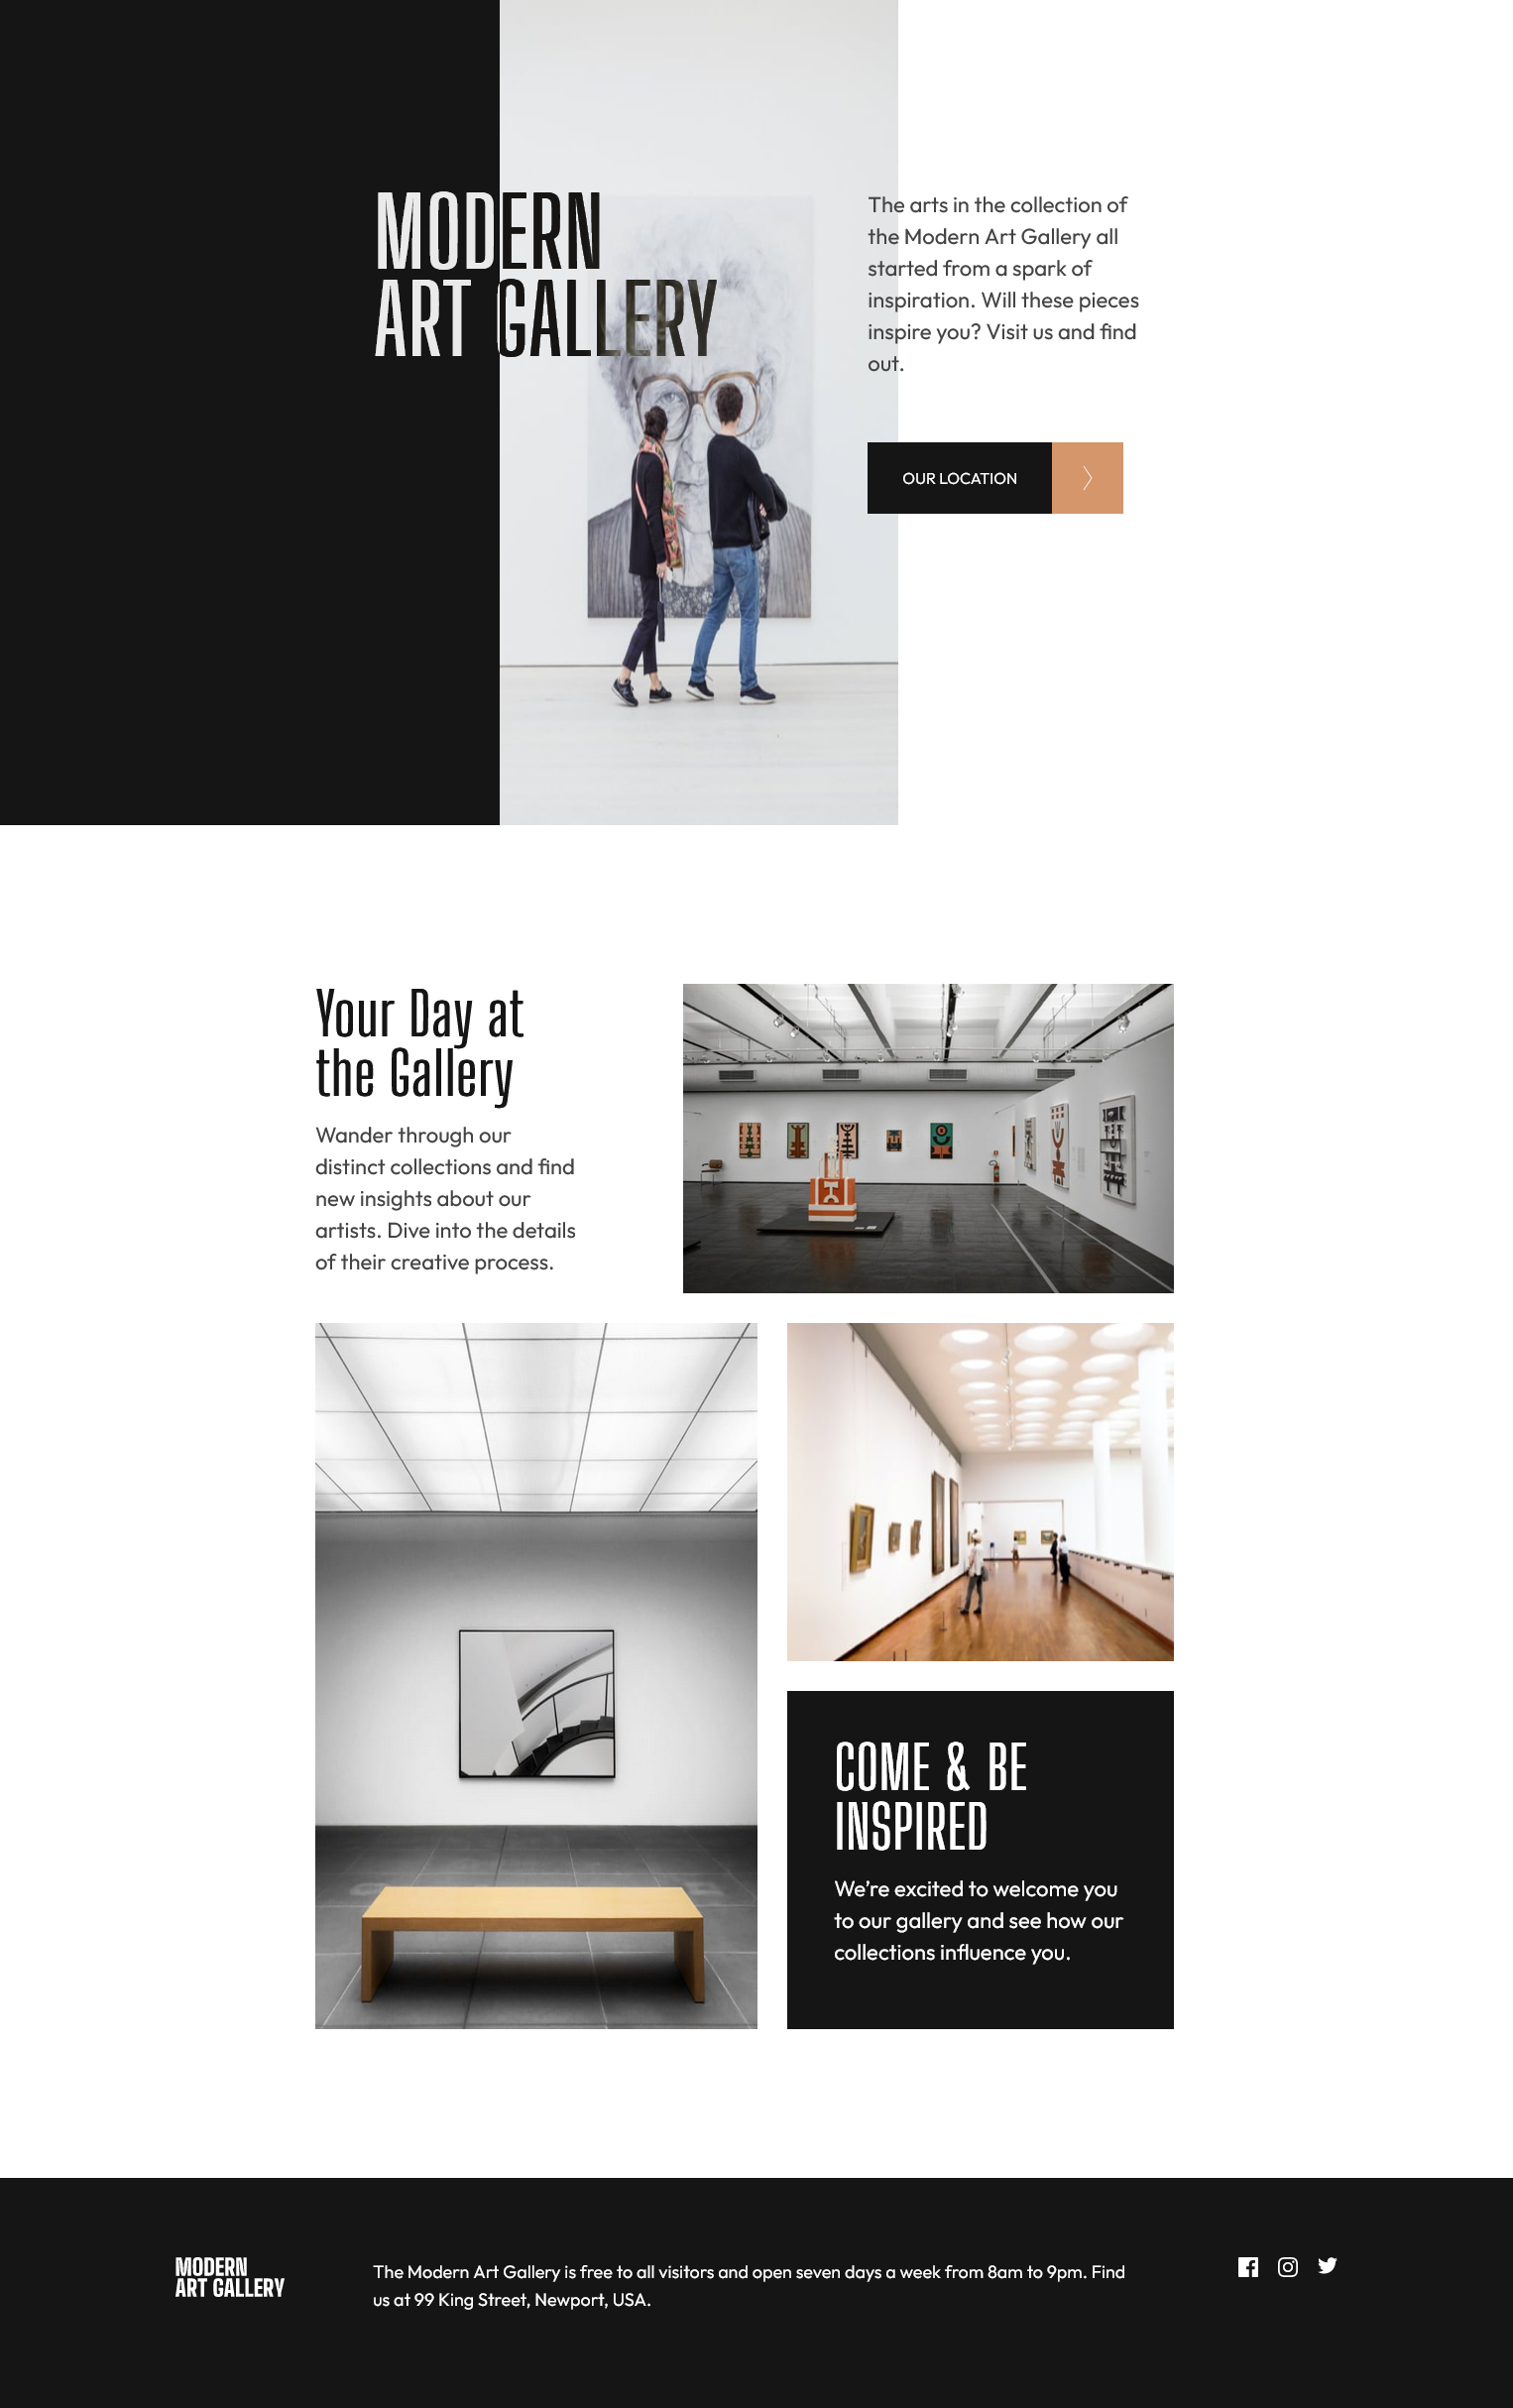 MODERN
ART GALLERY
The arts in the collection of
the Modern Art Gallery all
started from a spark of
inspiration. Will these pieces
inspire you? Visit us and find
out.
OUR LOCATION
Your Day at
the Gallery
Wander through our
distinct collections and find
new insights about our
artists. Dive into the details
of their creative process.
COME & BE
INSPIRED
We’re excited to welcome you
to our gallery and see how our
collections influence you.
MODERN
ART GALLERY
The Modern Art Gallery is free to all visitors and open seven days a week from 8am to 9pm. Find
us at 99 King Street, Newport, USA.